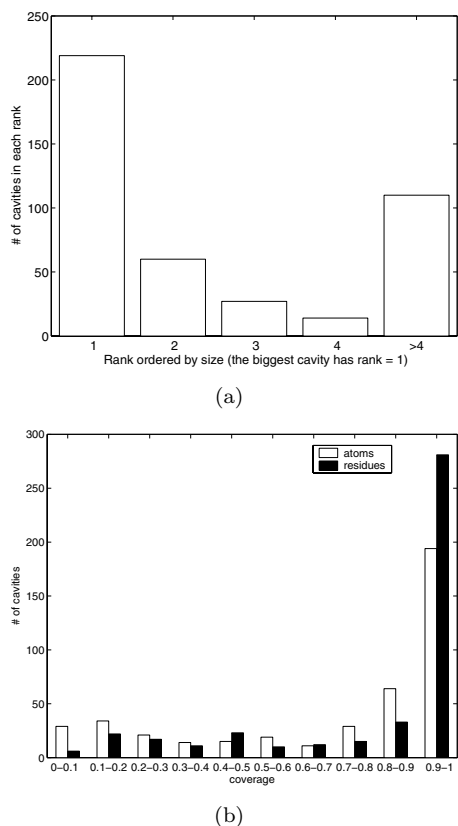 250
200
150
100
50
0
# of cavities in each rank
1 2 3 4 >4
Rank ordered by size (the biggest cavity has rank = 1)
(a)
300
250
200
150
100
50
0
# of cavities
atoms
residues
0–0.1 0.1–0.2 0.2–0.3 0.3–0.4 0.4–0.5 0.5–0.6 0.6–0.7 0.7–0.8 0.8–0.9 0.9–1
coverage
(b)